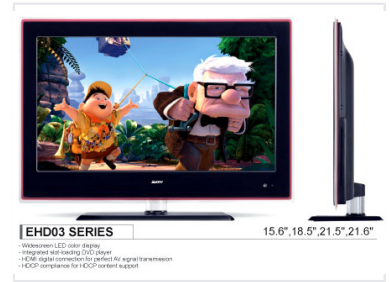 EHD03 SERIES
15.6",18.5",21.5",21.6"
- Widescreen LED color display
- Integrated slot-loading DVD player
- HDMI digital connection for perfect AV signal transmission
- HDCP compliance for HDCP content support